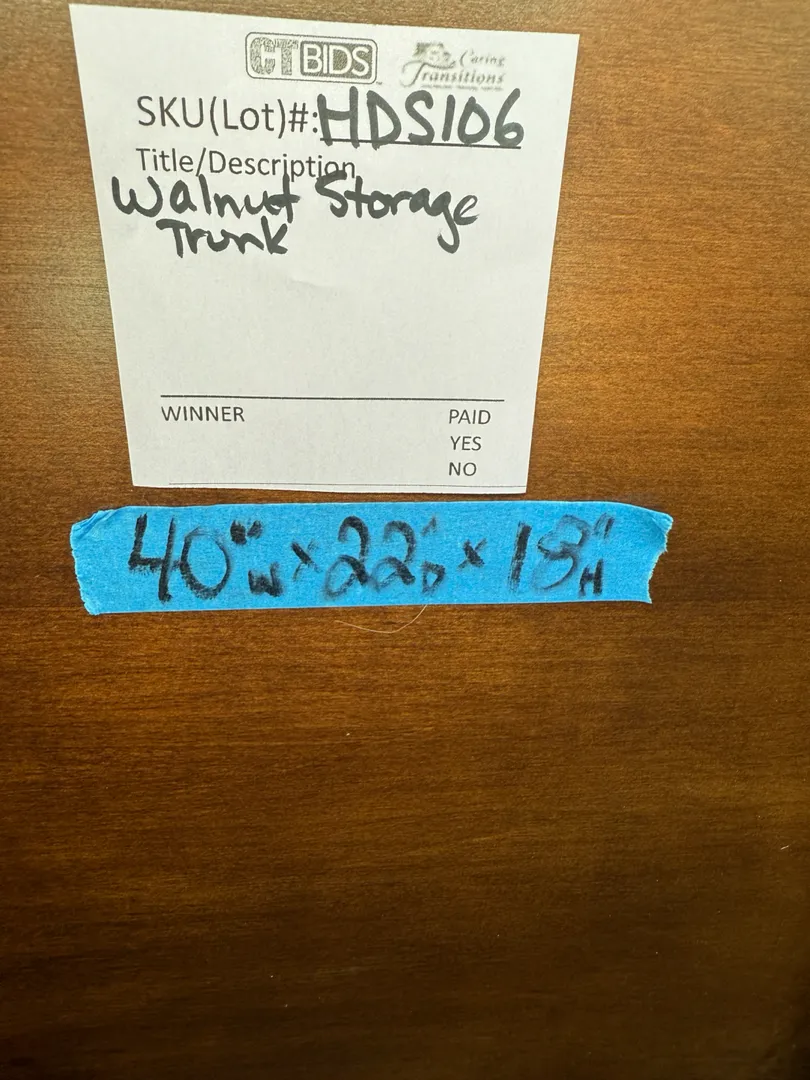 CTBIDS
Caring
Transitions
SKU(Lot)#:HDS106
Title/Description
Walnut Storage
Trunk
WINNER
PAID
YES
NO
40"W x 22"D x 18"H